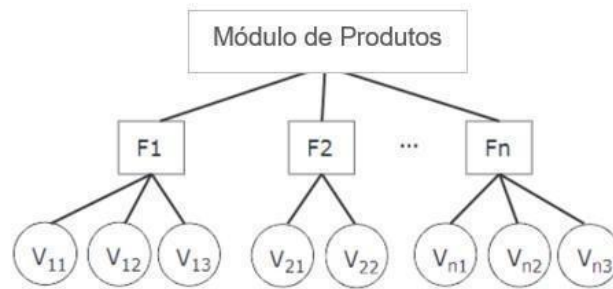 Módulo de Produtos
F1 F2 ... Fn
V11 V12 V13 V21 V22 Vn1 Vn2 Vn3